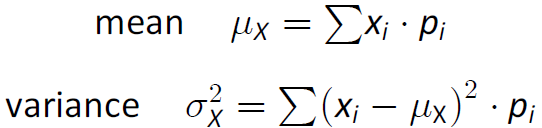 mean μ_X = ∑x_i · p_i
variance σ_X^2 = ∑(x_i − μ_X)^2 · p_i